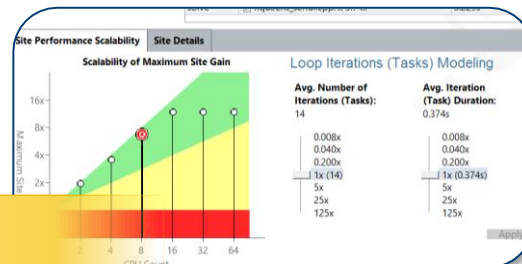 Site Performance Scalability
Site Details
Scalability of Maximum Site Gain
16x
8x
4x
2x
Maximum Site
2 4 8 16 32 64
Loop Iterations (Tasks) Modeling
Avg. Number of
Iterations (Tasks):
14
0.008x
0.040x
0.200x
1x (14)
5x
25x
125x
Avg. Iteration
(Task) Duration:
0.374s
0.008x
0.040x
0.200x
1x (0.374s)
5x
25x
125x
Apply